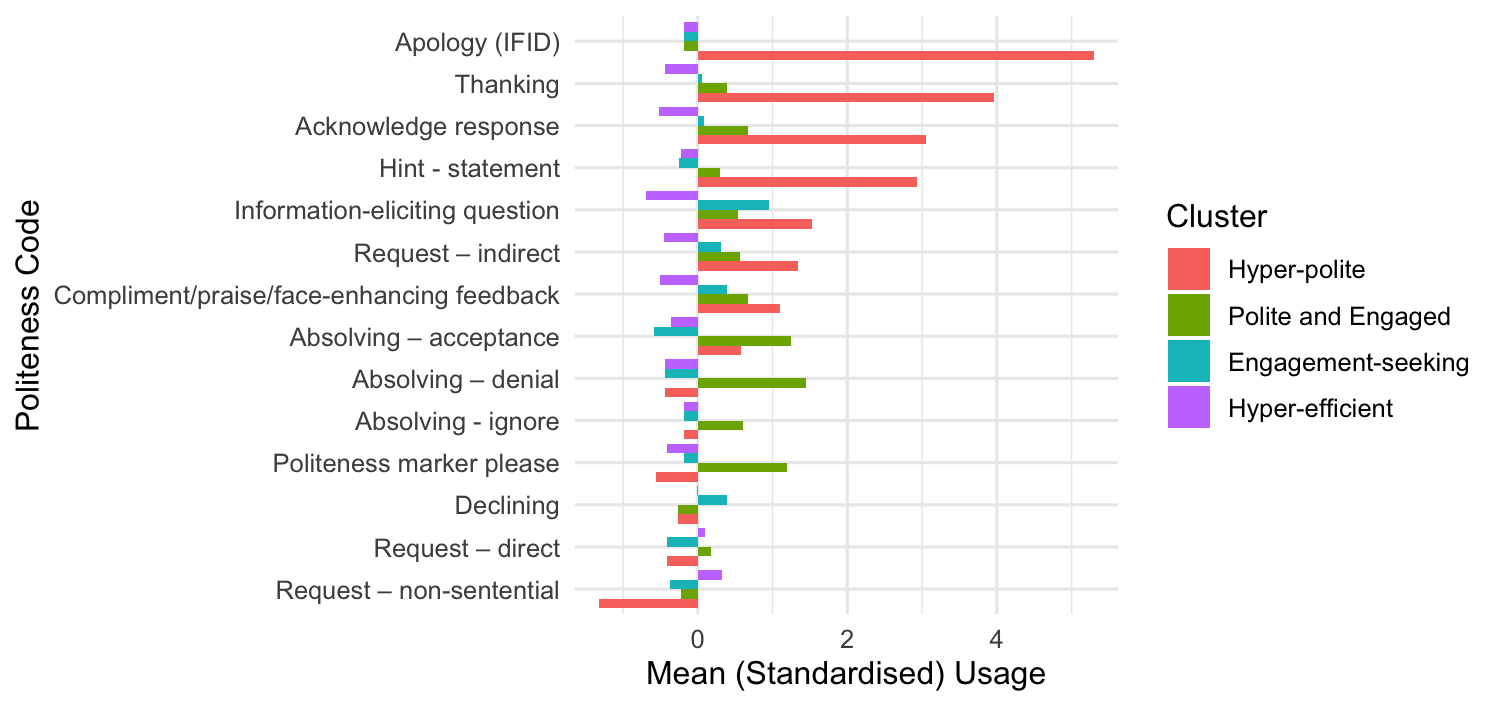 Politeness Code
Apology (IFID)
Thanking
Acknowledge response
Hint - statement
Information-eliciting question
Request – indirect
Compliment/praise/face-enhancing feedback
Absolving – acceptance
Absolving – denial
Absolving - ignore
Politeness marker please
Declining
Request – direct
Request – non-sentential
0 2 4
Mean (Standardised) Usage
Cluster
Hyper-polite
Polite and Engaged
Engagement-seeking
Hyper-efficient